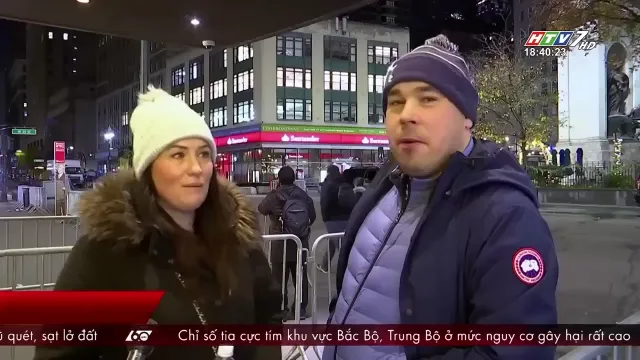 HTV7 HD
18:40:23
Santander
Santander
ũ quét, sạt lở đất
60
Chỉ số tia cực tím khu vực Bắc Bộ, Trung Bộ ở mức nguy cơ gây hại rất cao